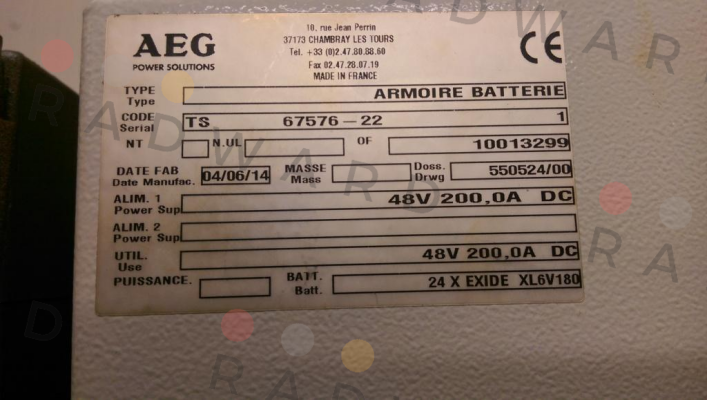 AEG
POWER SOLUTIONS
18, rue Jean Perrin
37173 CHAMBRAY LES TOURS
Tel. +33 (0)2.47.80.88.60
Fax 02.47.28.07.19
MADE IN FRANCE
CE
TYPE ARMOIRE BATTERIE
Type
CODE TS 67576-22 1
Serial
NT N.UL OF 10013299
DATE FAB 04/06/14 MASSE Doss. 550524/00
Date Manufac. Mass Drwg
ALIM. 1 48V 200,0A DC
Power Sup
ALIM. 2
Power Sup
UTIL. 48V 200,0A DC
Use
PUISSANCE. BATT. 24 X EXIDE XL6V180
Batt.
RADWARD
RADWARD
RADWARD